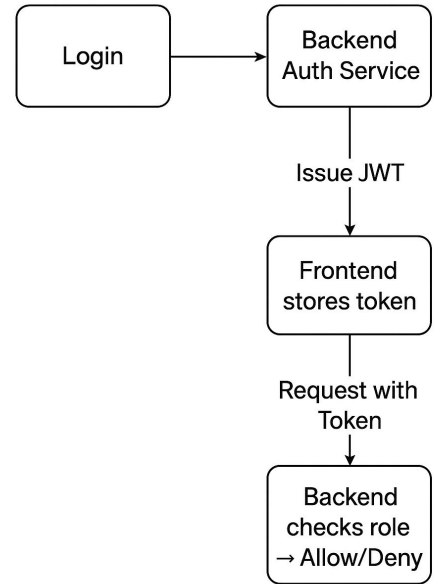 Login
Backend
Auth Service
Issue JWT
Frontend
stores token
Request with
Token
Backend
checks role
→ Allow/Deny